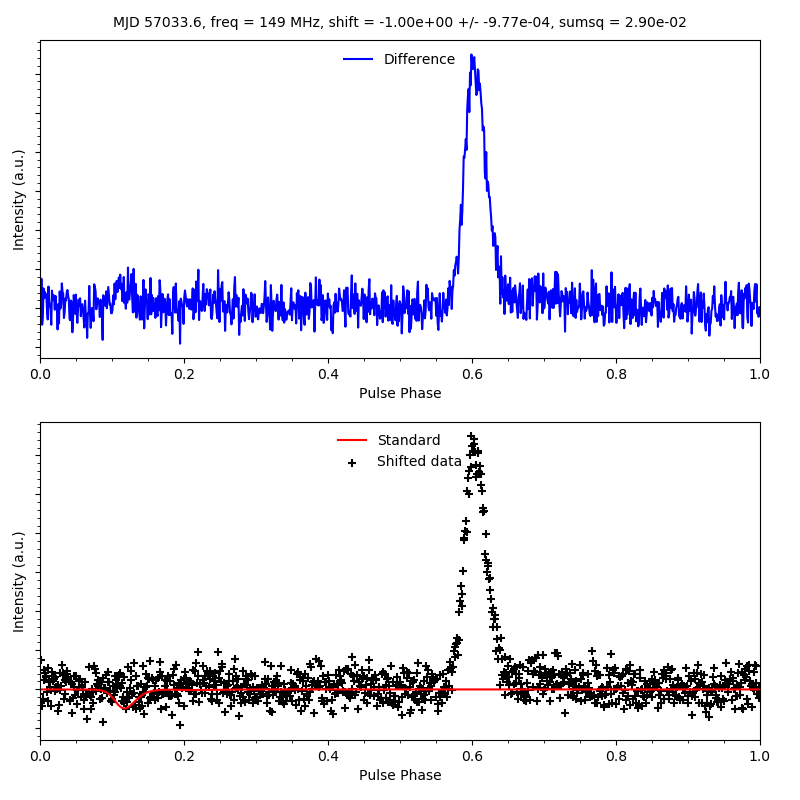 MJD 57033.6, freq = 149 MHz, shift = -1.00e+00 +/- -9.77e-04, sumsq = 2.90e-02
Difference
Intensity (a.u.)
0.0 0.2 0.4 0.6 0.8 1.0
Pulse Phase
Standard
Shifted data
Intensity (a.u.)
0.0 0.2 0.4 0.6 0.8 1.0
Pulse Phase